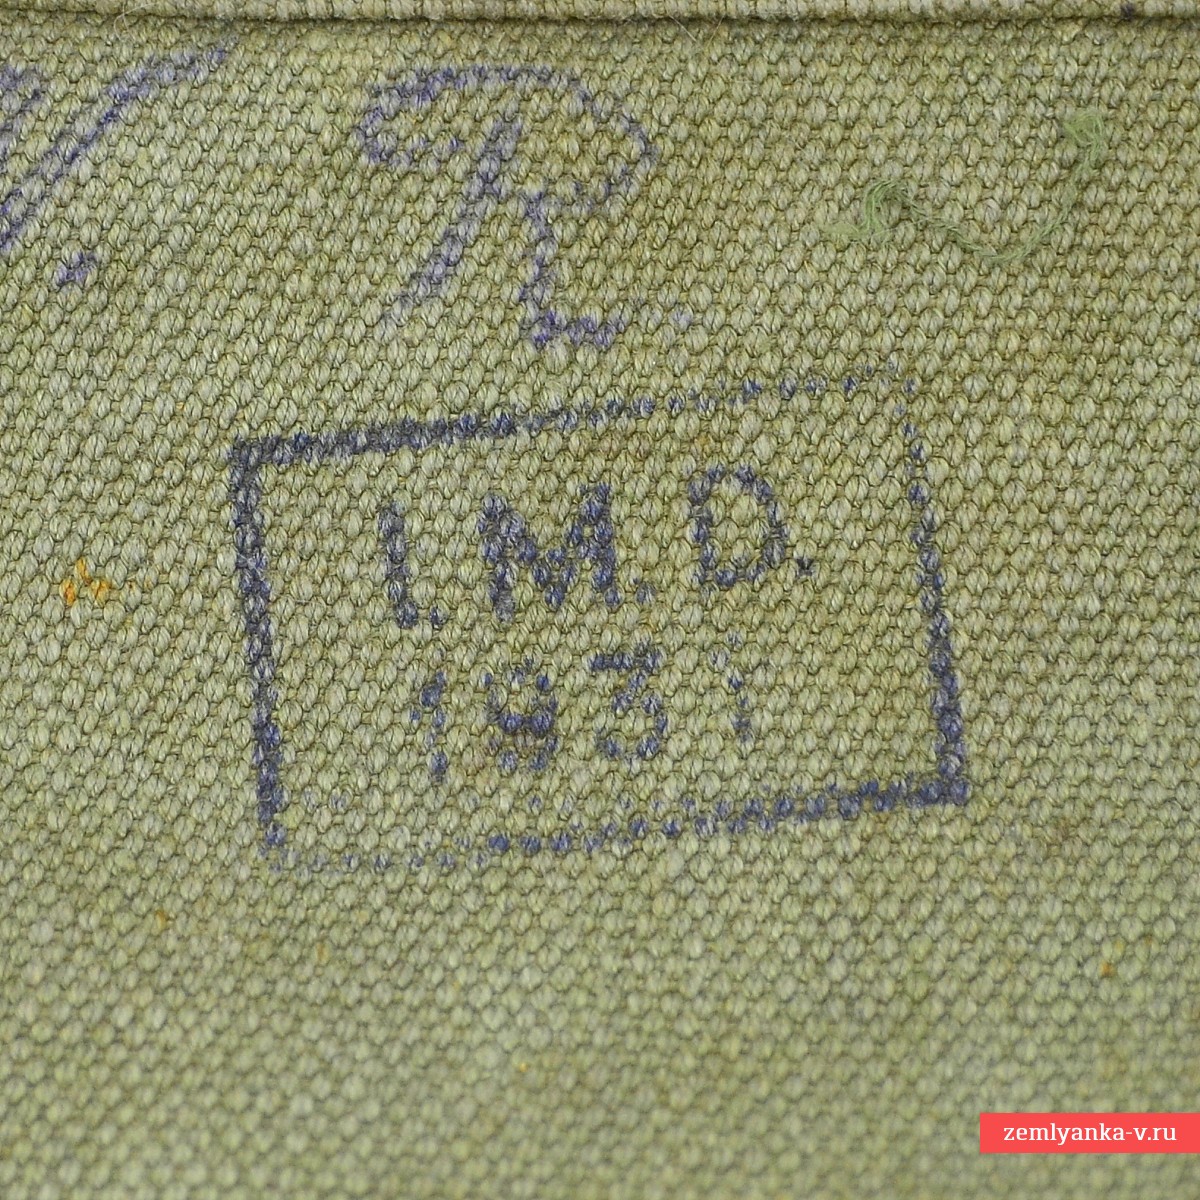 V. R
I.M.D.
1931
zemlyanka-v.ru